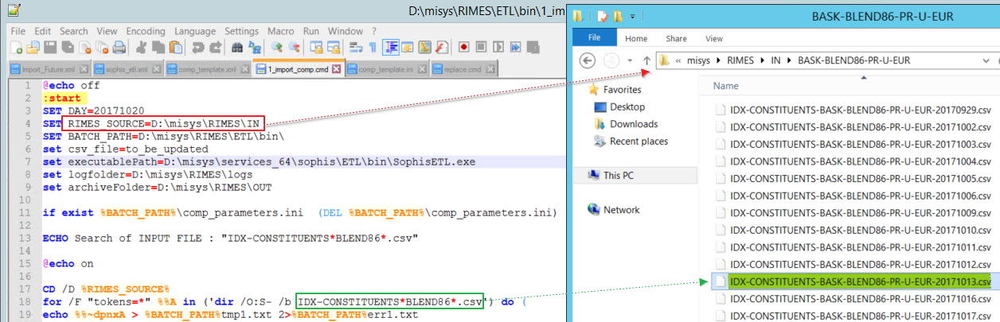 D:\misys\RIMES\ETL\bin\1_im
File Edit Search View Encoding Language Settings Macro Run Window ?
Import_Future.xml sophis_etl.xml comp_template.xml 1_import_comp.cmd comp_template.ini replace.cmd
1 @echo off
2 :start
3 SET DAY=20171020
4 SET RIMES_SOURCE=D:\misys\RIMES\IN
5 SET BATCH_PATH=D:\misys\RIMES\ETL\bin\
6 set csv_file=to_be_updated
7 set executablePath=D:\misys\services_64\sophis\ETL\bin\SophisETL.exe
8 set logfolder=D:\misys\RIMES\logs
9 set archiveFolder=D:\misys\RIMES\OUT
10
11 if exist %BATCH_PATH%\comp_parameters.ini (DEL %BATCH_PATH%\comp_parameters.ini)
12
13 ECHO Search of INPUT FILE : "IDX-CONSTITUENTS*BLEND86*.csv"
14
15 @echo on
16
17 CD /D %RIMES_SOURCE%
18 for /F "tokens=*" %%A in ('dir /O:S- /b IDX-CONSTITUENTS*BLEND86*.csv') do (
19 echo %%~dpnxA > %BATCH_PATH%tmp1.txt 2>%BATCH_PATH%err1.txt
BASK-BLEND86-PR-U-EUR
File Home Share View
« misys RIMES IN BASK-BLEND86-PR-U-EUR
Favorites
Desktop
Downloads
Recent places
This PC
Network
Name
IDX-CONSTITUENTS-BASK-BLEND86-PR-U-EUR-20170929.csv
IDX-CONSTITUENTS-BASK-BLEND86-PR-U-EUR-20171002.csv
IDX-CONSTITUENTS-BASK-BLEND86-PR-U-EUR-20171003.csv
IDX-CONSTITUENTS-BASK-BLEND86-PR-U-EUR-20171004.csv
IDX-CONSTITUENTS-BASK-BLEND86-PR-U-EUR-20171005.csv
IDX-CONSTITUENTS-BASK-BLEND86-PR-U-EUR-20171006.csv
IDX-CONSTITUENTS-BASK-BLEND86-PR-U-EUR-20171009.csv
IDX-CONSTITUENTS-BASK-BLEND86-PR-U-EUR-20171010.csv
IDX-CONSTITUENTS-BASK-BLEND86-PR-U-EUR-20171011.csv
IDX-CONSTITUENTS-BASK-BLEND86-PR-U-EUR-20171012.csv
IDX-CONSTITUENTS-BASK-BLEND86-PR-U-EUR-20171013.csv
IDX-CONSTITUENTS-BASK-BLEND86-PR-U-EUR-20171016.csv
IDX-CONSTITUENTS-BASK-BLEND86-PR-U-EUR-20171017.csv